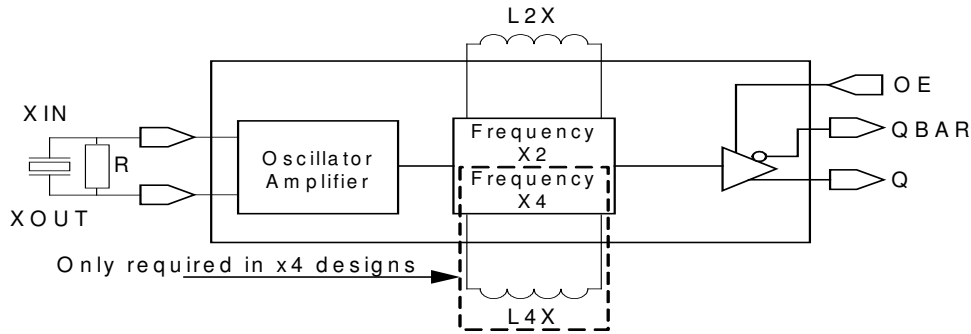 L2X
OE
XIN
QBAR
Frequency
X2
Oscillator
Amplifier
R
Frequency
X4
Q
XOUT
Only required in x4 designs
L4X